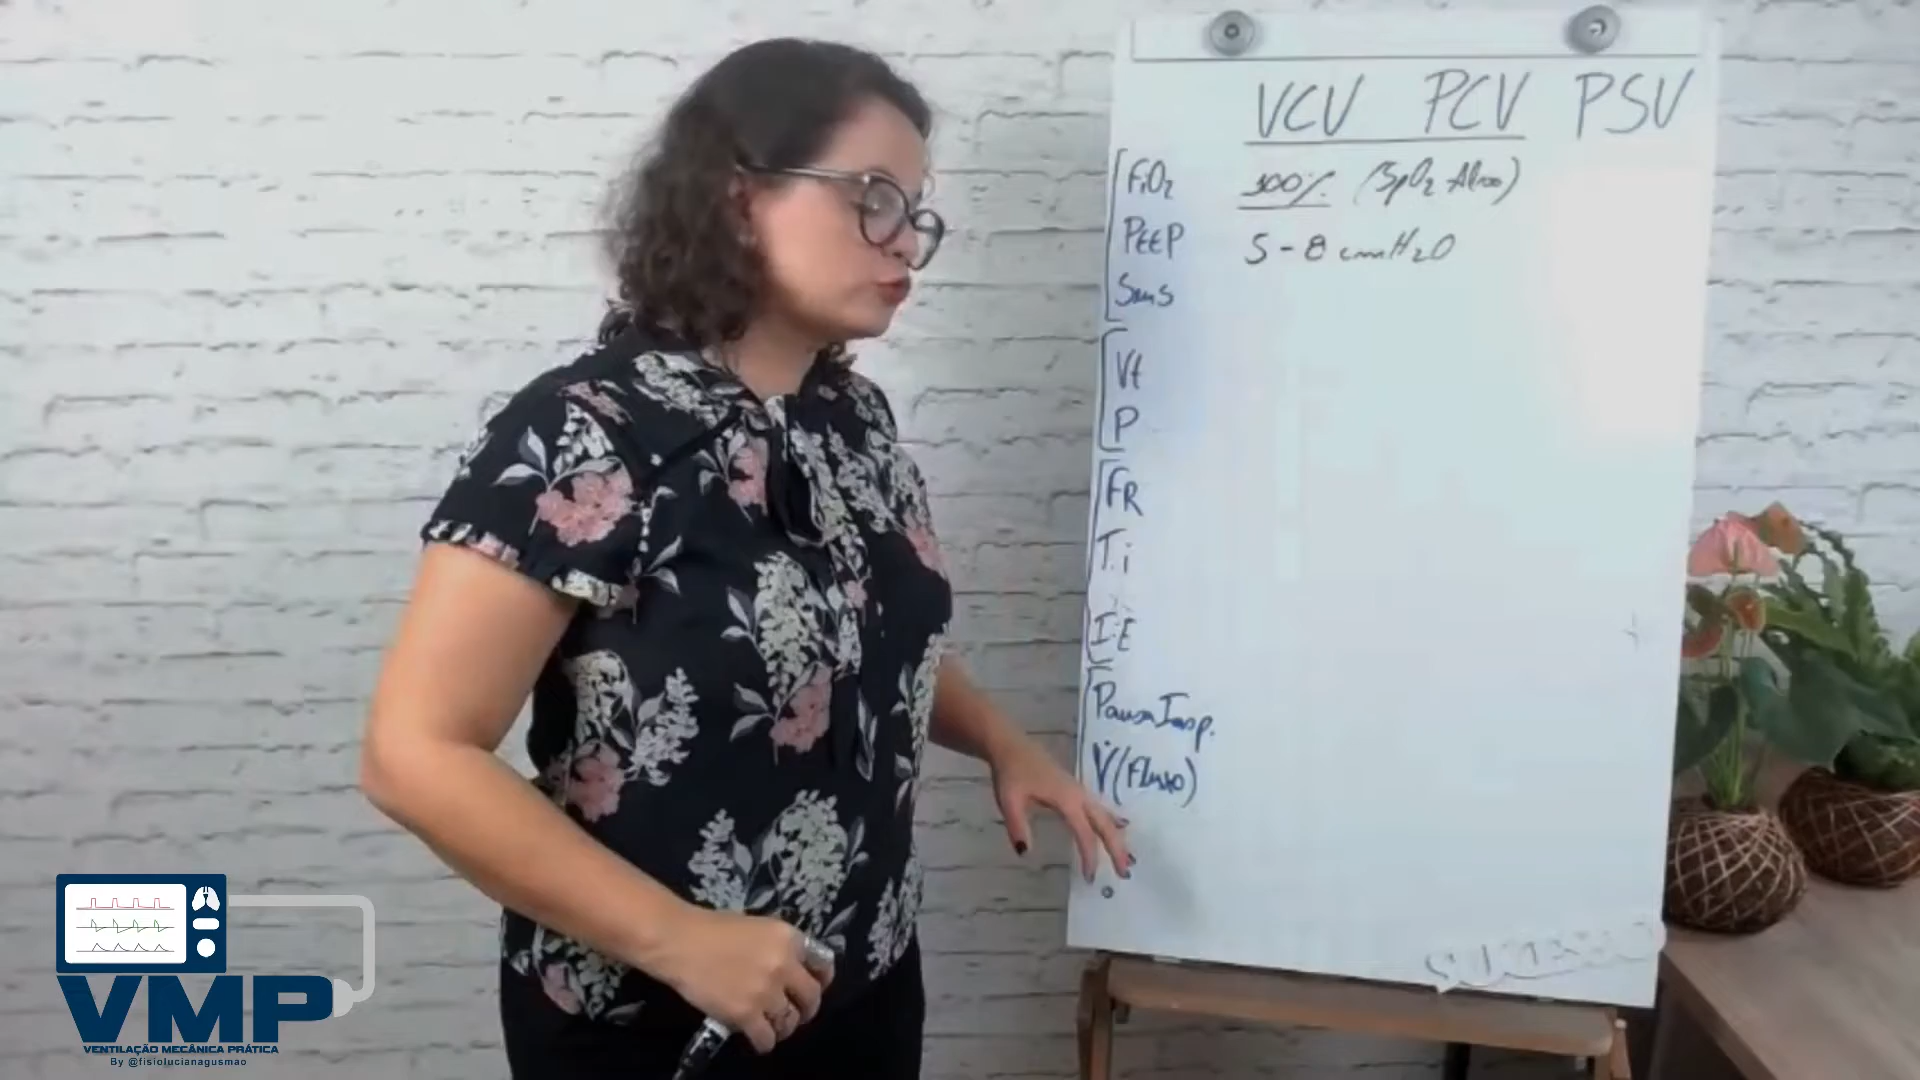 VCV PCV PSV
FiO2 100% (SpO2 Alvo)
PEEP 5-8 cmH2O
Sens
Vt
P
FR
Ti
I:E
Pausa Insp.
V̇ (Fluxo)
VMP
VENTILAÇÃO MECÂNICA PRÁTICA
By @fisiolucianagusmao